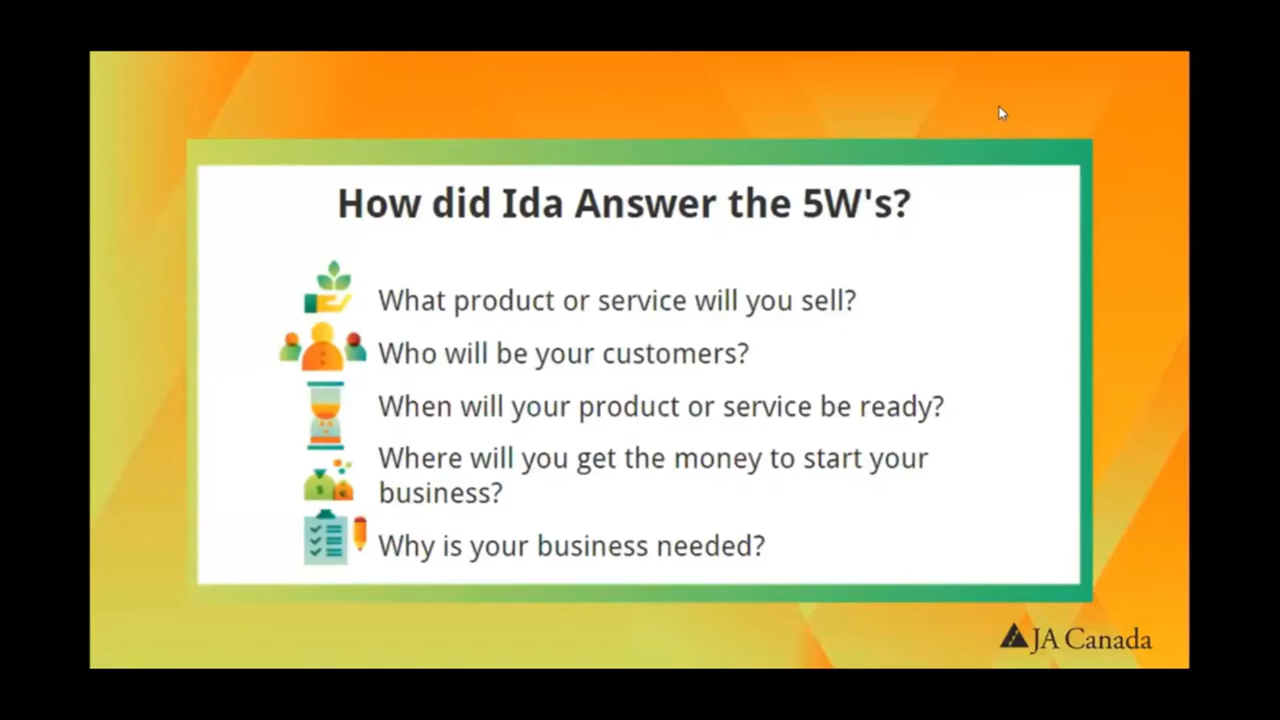 How did Ida Answer the 5W's?
What product or service will you sell?
Who will be your customers?
When will your product or service be ready?
Where will you get the money to start your
business?
Why is your business needed?
JA Canada